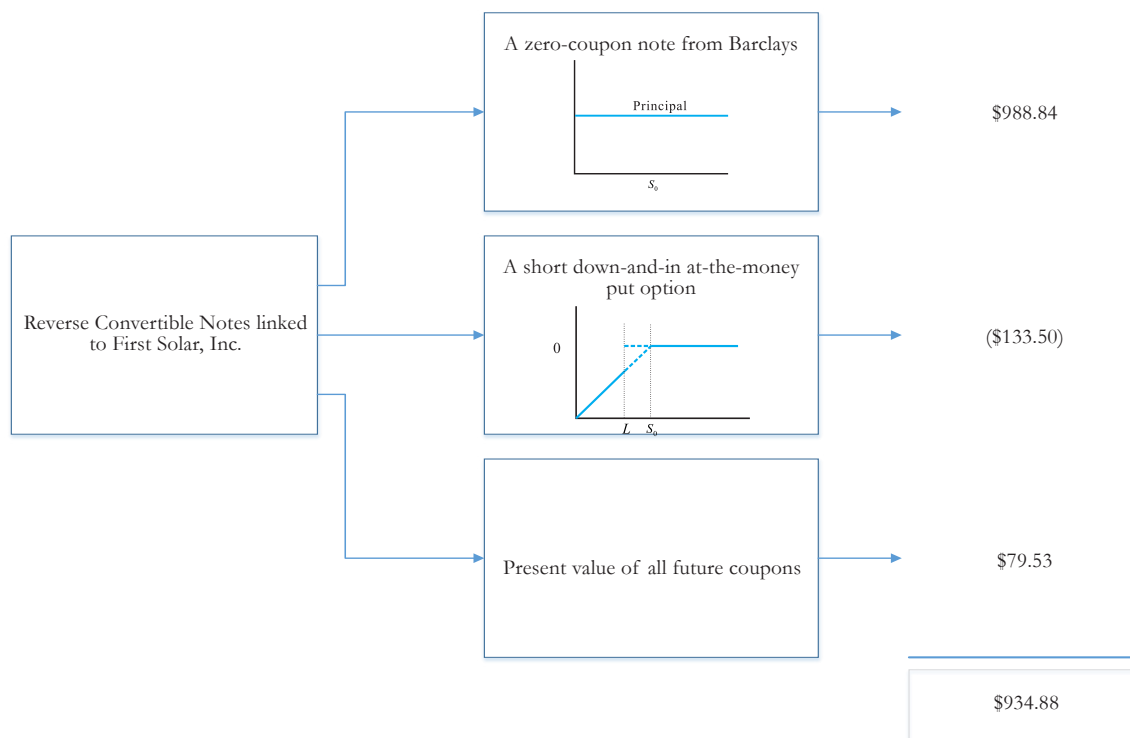 A zero-coupon note from Barclays
Principal
S₀
$988.84
Reverse Convertible Notes linked
to First Solar, Inc.
A short down-and-in at-the-money
put option
0
L S₀
($133.50)
Present value of all future coupons
$79.53
$934.88